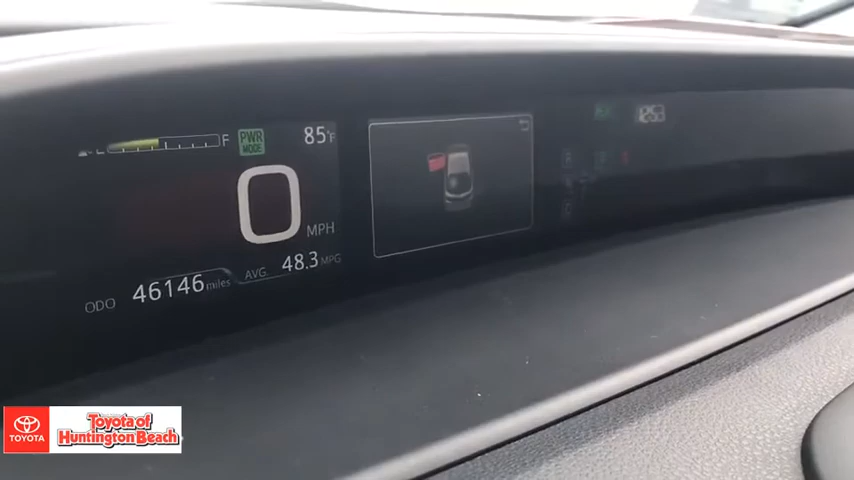 F
PWR
MODE
85°F
0
MPH
ODO 46146 miles AVG 48.3 MPG
TOYOTA
Toyota of
Huntington Beach